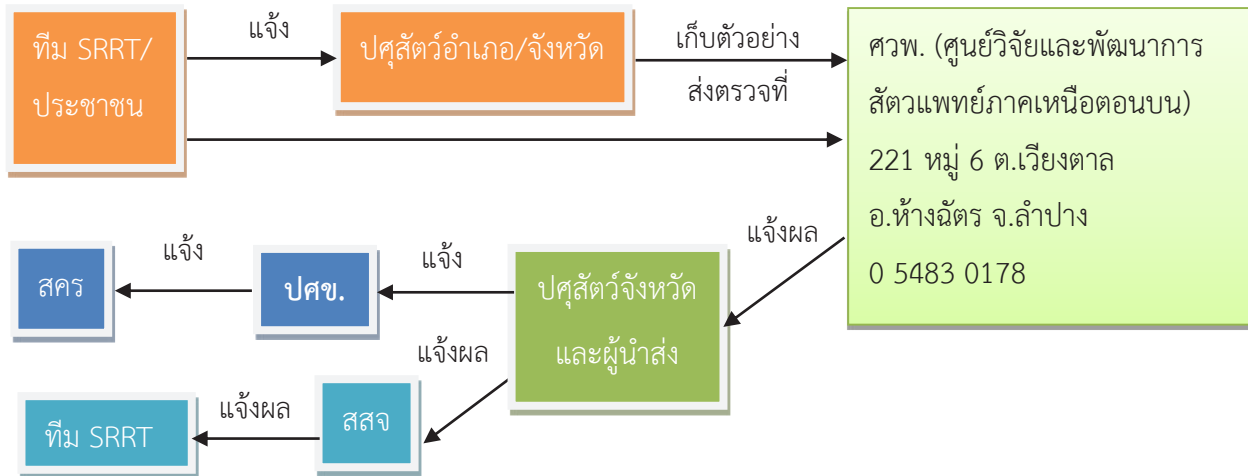 ทีม SRRT/
ประชาชน
แจ้ง
ปศุสัตว์อำเภอ/จังหวัด
เก็บตัวอย่าง
ส่งตรวจที่
ศวพ. (ศูนย์วิจัยและพัฒนาการ
สัตวแพทย์ภาคเหนือตอนบน)
221 หมู่ 6 ต.เวียงตาล
อ.ห้างฉัตร จ.ลำปาง
0 5483 0178
แจ้งผล
ปศุสัตว์จังหวัด
และผู้นำส่ง
แจ้ง
ปศข.
แจ้ง
สคร
แจ้งผล
สสจ
แจ้งผล
ทีม SRRT